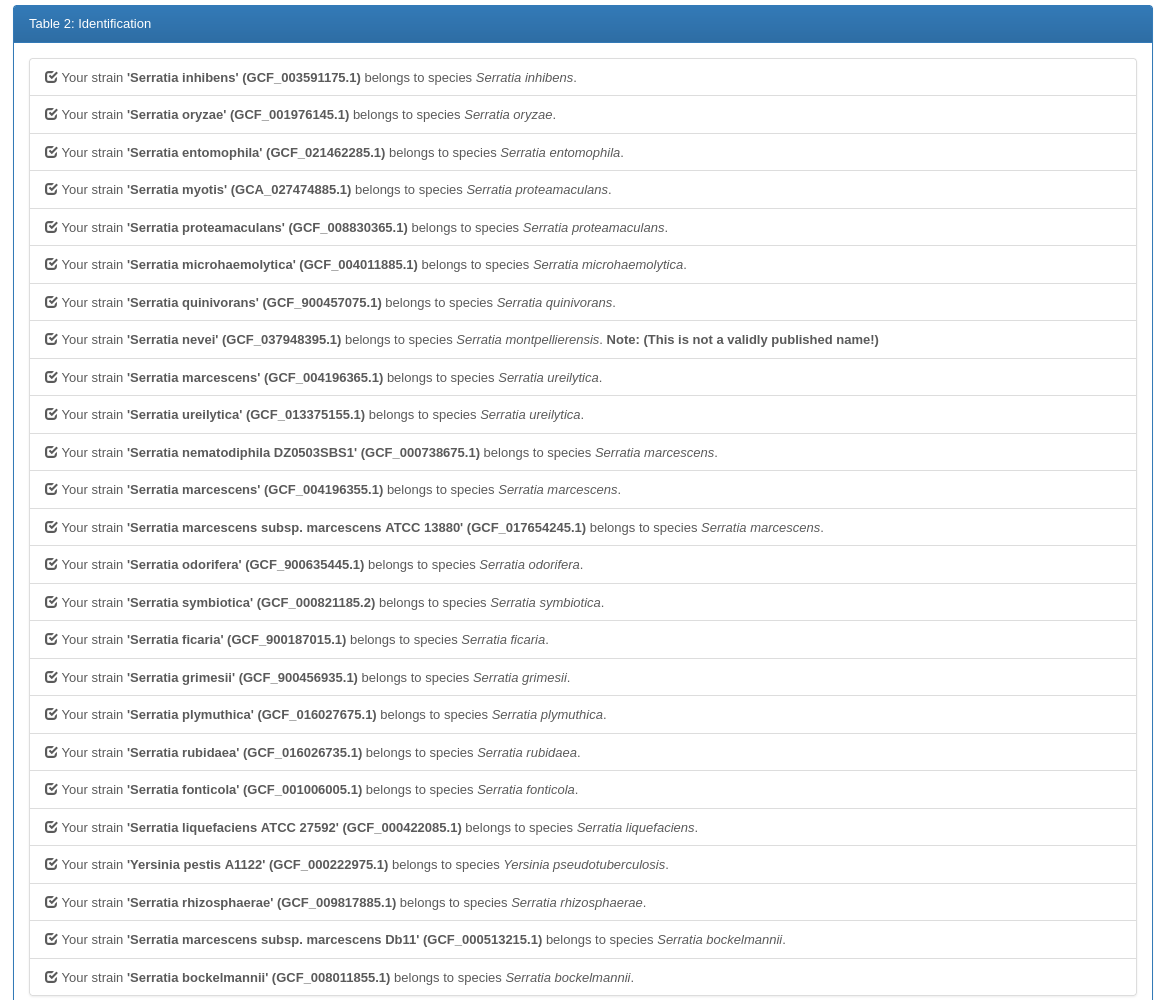 Table 2: Identification
Your strain 'Serratia inhibens' (GCF_003591175.1) belongs to species Serratia inhibens.
Your strain 'Serratia oryzae' (GCF_001976145.1) belongs to species Serratia oryzae.
Your strain 'Serratia entomophila' (GCF_021462285.1) belongs to species Serratia entomophila.
Your strain 'Serratia myotis' (GCA_027474885.1) belongs to species Serratia proteamaculans.
Your strain 'Serratia proteamaculans' (GCF_008830365.1) belongs to species Serratia proteamaculans.
Your strain 'Serratia microhaemolytica' (GCF_004011885.1) belongs to species Serratia microhaemolytica.
Your strain 'Serratia quinivorans' (GCF_900457075.1) belongs to species Serratia quinivorans.
Your strain 'Serratia nevei' (GCF_037948395.1) belongs to species Serratia montpellierensis. Note: (This is not a validly published name!)
Your strain 'Serratia marcescens' (GCF_004196365.1) belongs to species Serratia ureilytica.
Your strain 'Serratia ureilytica' (GCF_013375155.1) belongs to species Serratia ureilytica.
Your strain 'Serratia nematodiphila DZ0503SBS1' (GCF_000738675.1) belongs to species Serratia marcescens.
Your strain 'Serratia marcescens' (GCF_004196355.1) belongs to species Serratia marcescens.
Your strain 'Serratia marcescens subsp. marcescens ATCC 13880' (GCF_017654245.1) belongs to species Serratia marcescens.
Your strain 'Serratia odorifera' (GCF_900635445.1) belongs to species Serratia odorifera.
Your strain 'Serratia symbiotica' (GCF_000821185.2) belongs to species Serratia symbiotica.
Your strain 'Serratia ficaria' (GCF_900187015.1) belongs to species Serratia ficaria.
Your strain 'Serratia grimesii' (GCF_900456935.1) belongs to species Serratia grimesii.
Your strain 'Serratia plymuthica' (GCF_016027675.1) belongs to species Serratia plymuthica.
Your strain 'Serratia rubidaea' (GCF_016026735.1) belongs to species Serratia rubidaea.
Your strain 'Serratia fonticola' (GCF_001006005.1) belongs to species Serratia fonticola.
Your strain 'Serratia liquefaciens ATCC 27592' (GCF_000422085.1) belongs to species Serratia liquefaciens.
Your strain 'Yersinia pestis A1122' (GCF_000222975.1) belongs to species Yersinia pseudotuberculosis.
Your strain 'Serratia rhizosphaerae' (GCF_009817885.1) belongs to species Serratia rhizosphaerae.
Your strain 'Serratia marcescens subsp. marcescens Db11' (GCF_000513215.1) belongs to species Serratia bockelmannii.
Your strain 'Serratia bockelmannii' (GCF_008011855.1) belongs to species Serratia bockelmannii.